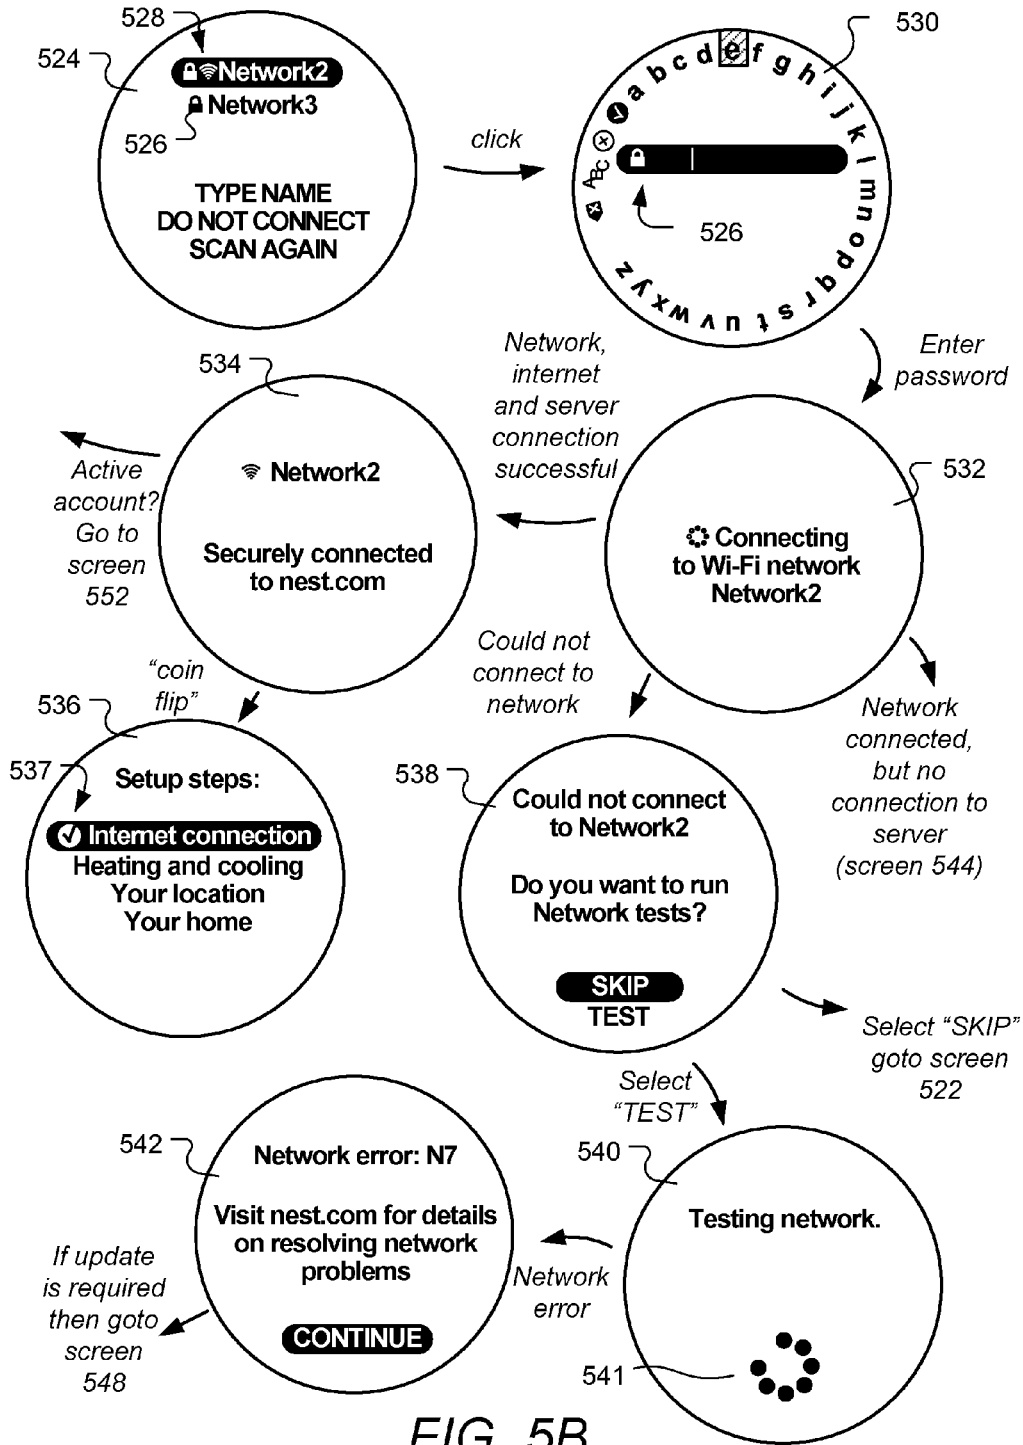 528
524
Network2
Network3
526
TYPE NAME
DO NOT CONNECT
SCAN AGAIN
click
530
a b c d e f g h i j k l m n o p q r s t u v w x y z
ABC
526
Enter
password
534
Network,
internet
and server
connection
successful
Network2
Securely connected
to nest.com
Active
account?
Go to
screen
552
532
Connecting
to Wi-Fi network
Network2
"coin
flip"
Could not
connect to
network
Network
connected,
but no
connection to
server
(screen 544)
536
537
Setup steps:
Internet connection
Heating and cooling
Your location
Your home
538
Could not connect
to Network2
Do you want to run
Network tests?
SKIP
TEST
Select “SKIP”
goto screen
522
Select
“TEST”
542
Network error: N7
Visit nest.com for details
on resolving network
problems
CONTINUE
If update
is required
then goto
screen
548
Network
error
540
Testing network.
541
FIG. 5B